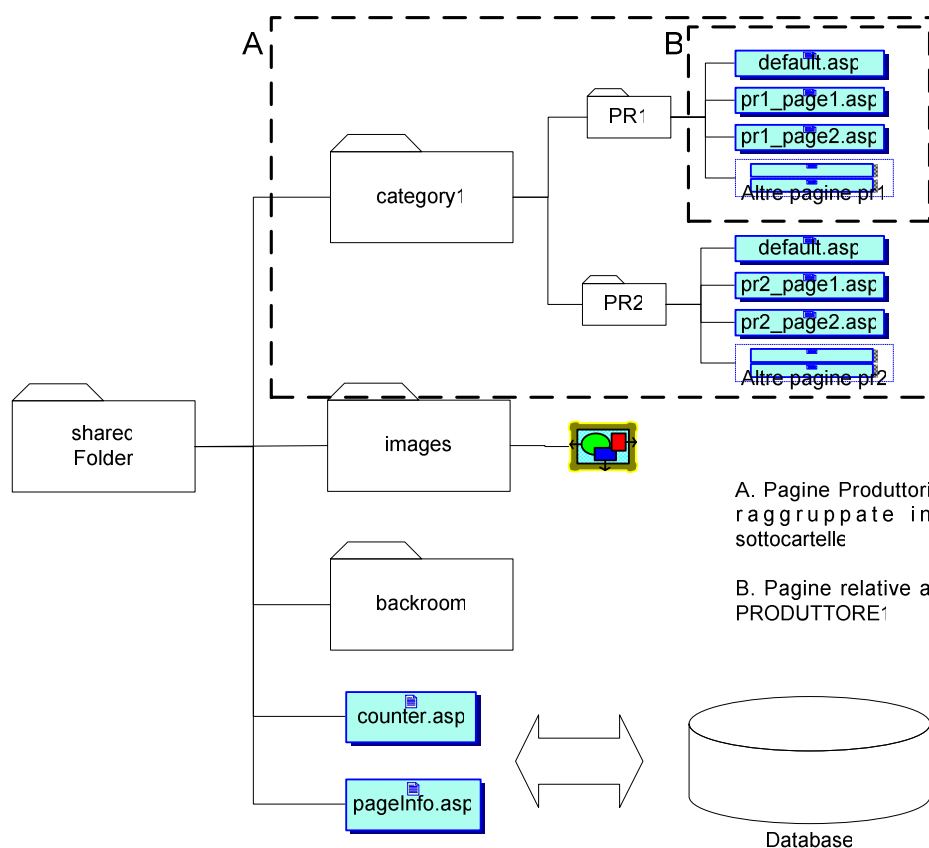 A
B
default.asp
pr1_page1.asp
PR1
pr1_page2.asp
Altre pagine pr1
category1
default.asp
pr2_page1.asp
PR2
pr2_page2.asp
Altre pagine pr2
shared
Folder
images
A. Pagine Produttori
raggruppate in
sottocartelle
backroom
B. Pagine relative a
PRODUTTORE1
counter.asp
pageInfo.asp
Database